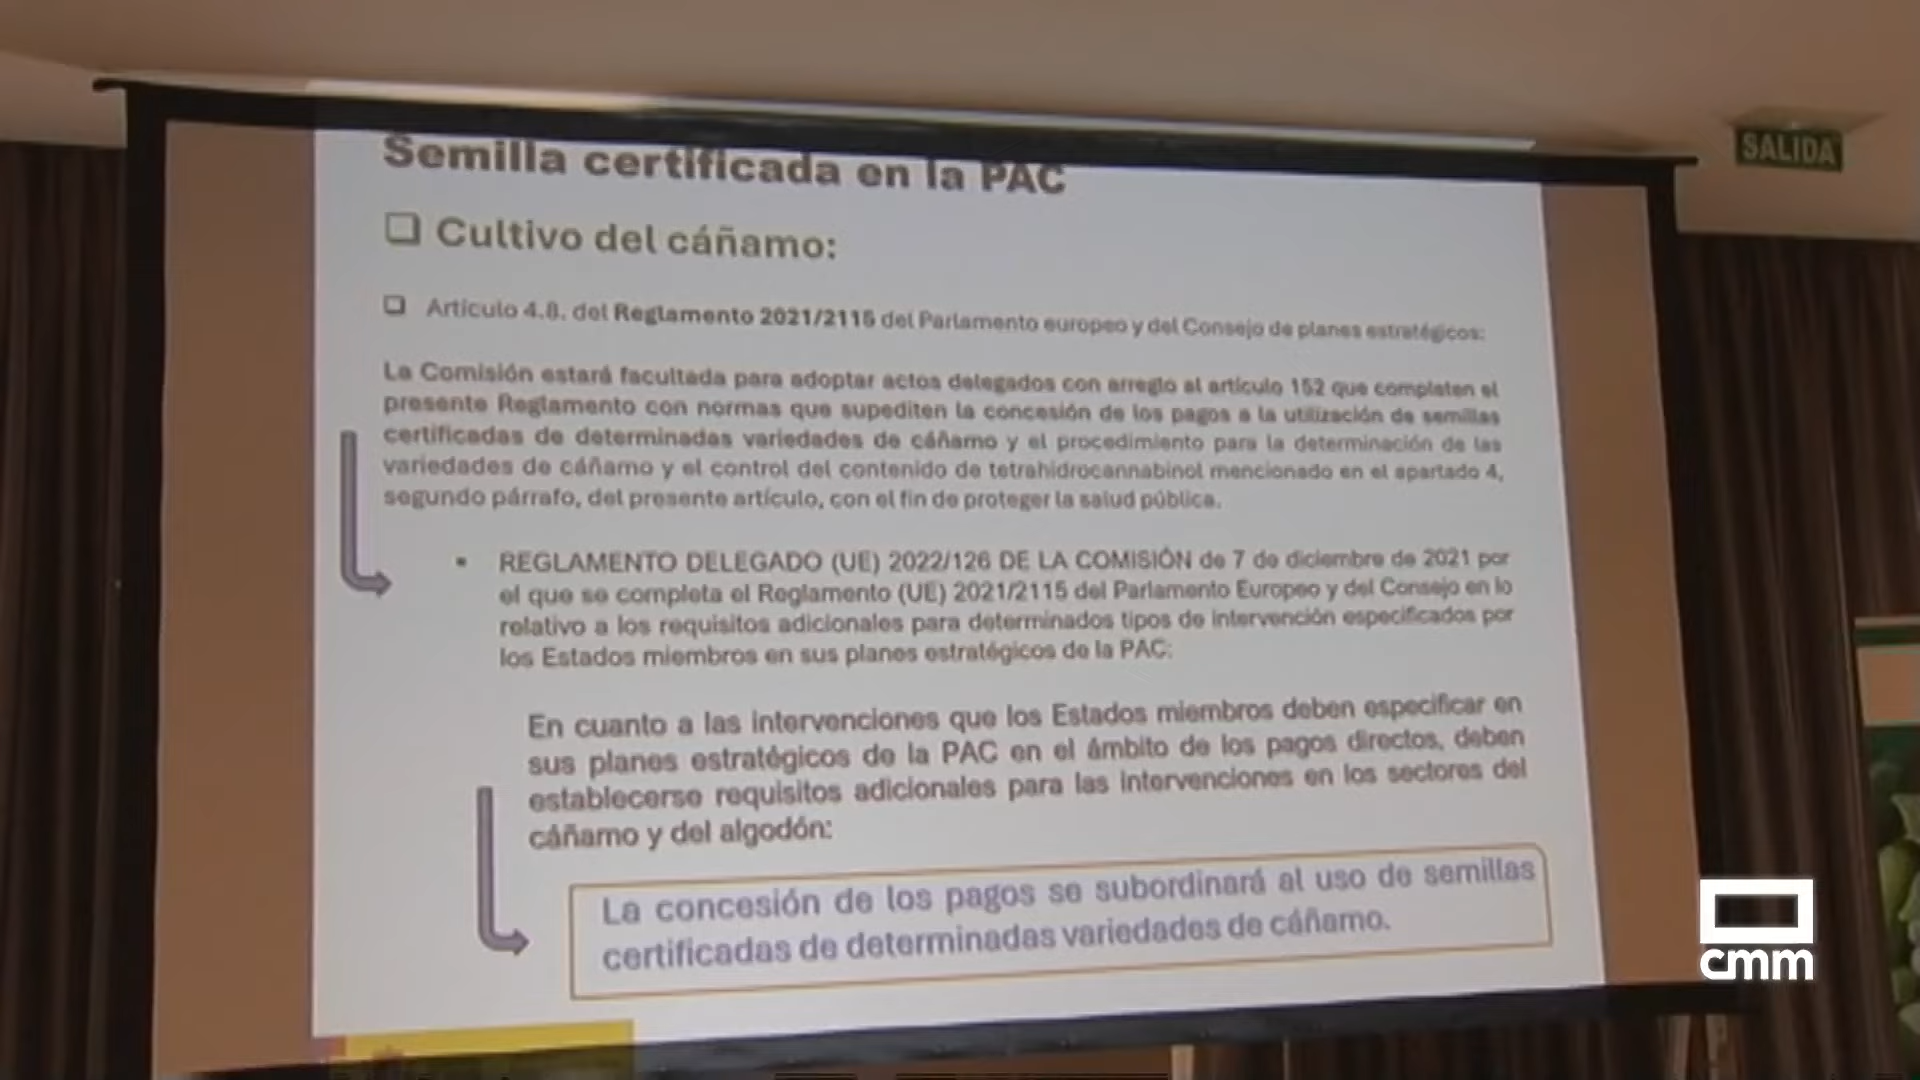 SALIDA
Semilla certificada en la PAC
Cultivo del cáñamo:
Artículo 4.8. del Reglamento 2021/2115 del Parlamento europeo y del Consejo de planes estratégicos:
La Comisión estará facultada para adoptar actos delegados con arreglo al artículo 152 que completen el
presente Reglamento con normas que supediten la concesión de los pagos a la utilización de semillas
certificadas de determinadas variedades de cáñamo y el procedimiento para la determinación de las
variedades de cáñamo y el control del contenido de tetrahidrocannabinol mencionado en el apartado 4,
segundo párrafo, del presente artículo, con el fin de proteger la salud pública.
• REGLAMENTO DELEGADO (UE) 2022/126 DE LA COMISIÓN de 7 de diciembre de 2021 por
el que se completa el Reglamento (UE) 2021/2115 del Parlamento Europeo y del Consejo en lo
relativo a los requisitos adicionales para determinados tipos de intervención especificados por
los Estados miembros en sus planes estratégicos de la PAC:
En cuanto a las intervenciones que los Estados miembros deben especificar en
sus planes estratégicos de la PAC en el ámbito de los pagos directos, deben
establecerse requisitos adicionales para las intervenciones en los sectores del
cáñamo y del algodón:
La concesión de los pagos se subordinará al uso de semillas
certificadas de determinadas variedades de cáñamo.
cmm